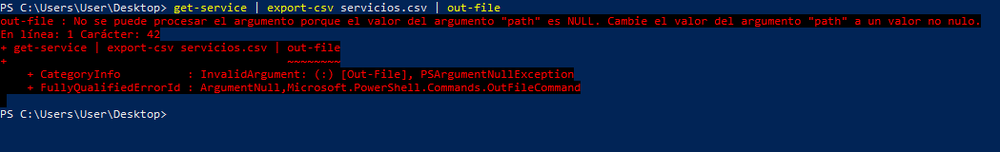 PS C:\Users\User\Desktop> get-service | export-csv servicios.csv | out-file
out-file : No se puede procesar el argumento porque el valor del argumento "path" es NULL. Cambie el valor del argumento "path" a un valor no nulo.
En línea: 1 Carácter: 42
+ get-service | export-csv servicios.csv | out-file
+                                          ~~~~~~~~
    + CategoryInfo          : InvalidArgument: (:) [Out-File], PSArgumentNullException
    + FullyQualifiedErrorId : ArgumentNull,Microsoft.PowerShell.Commands.OutFileCommand
PS C:\Users\User\Desktop>